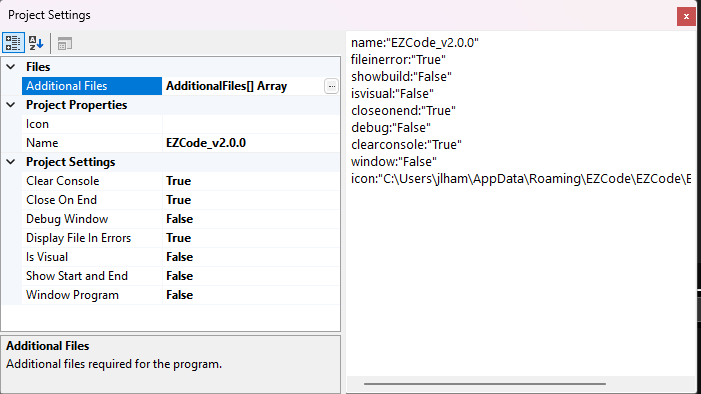 Project Settings
Files
Additional Files AdditionalFiles[] Array ...
Project Properties
Icon
Name EZCode_v2.0.0
Project Settings
Clear Console True
Close On End True
Debug Window False
Display File In Errors True
Is Visual False
Show Start and End False
Window Program False
Additional Files
Additional files required for the program.
name:"EZCode_v2.0.0"
fileinerror:"True"
showbuild:"False"
isvisual:"False"
closeonend:"True"
debug:"False"
clearconsole:"True"
window:"False"
icon:"C:\Users\jlham\AppData\Roaming\EZCode\EZCode\E